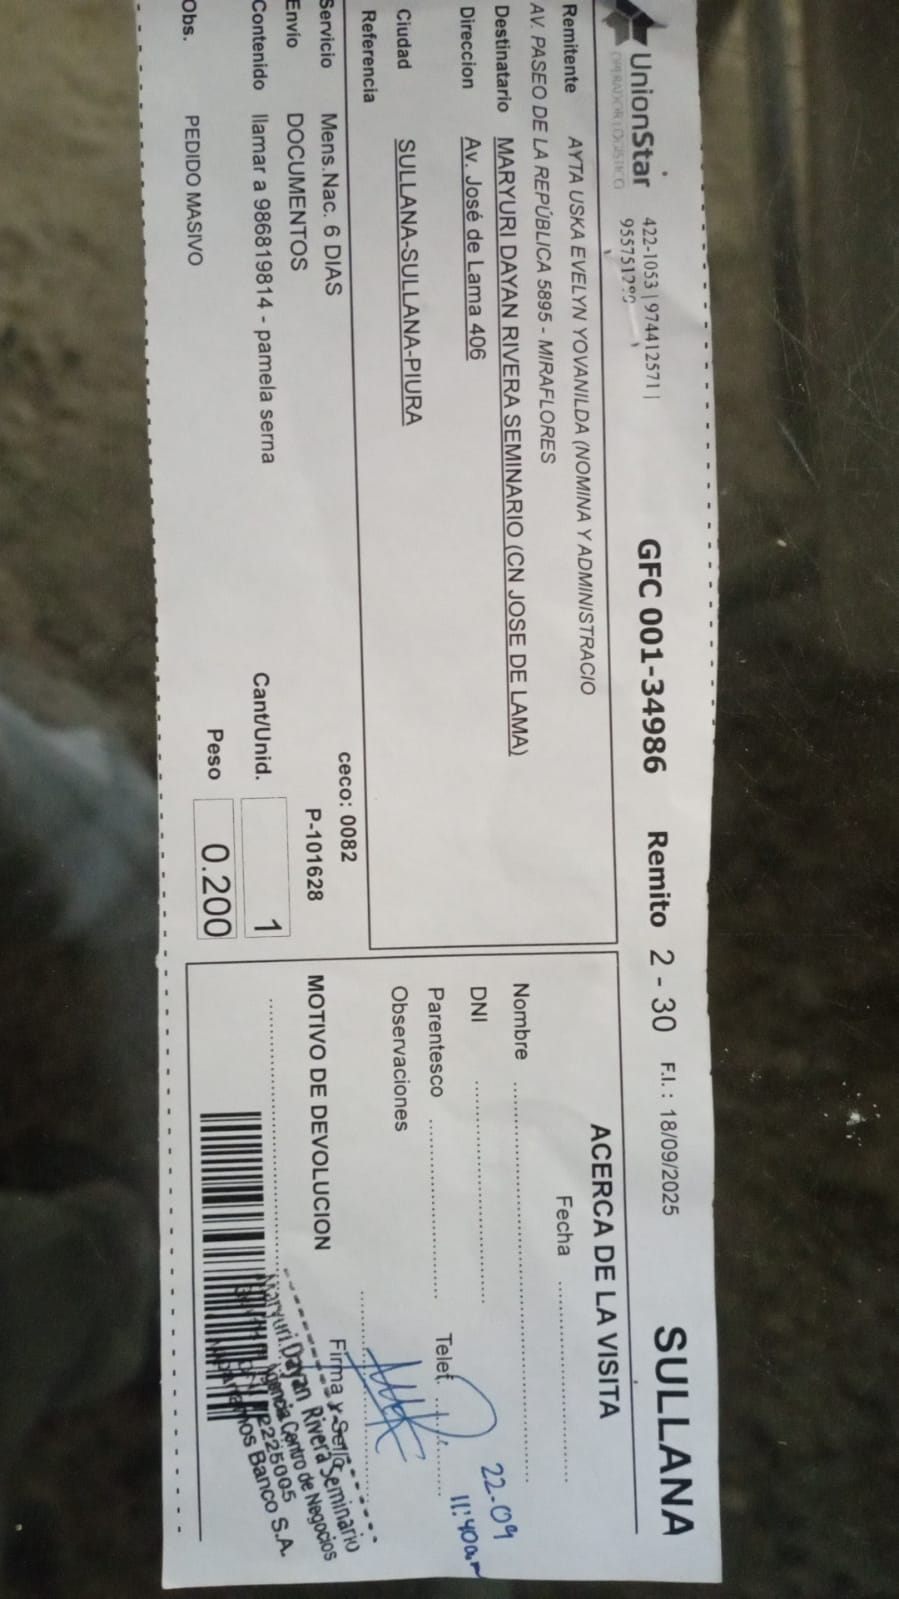 UnionStar
OPERADOR LOGISTICO
422-1053 | 974412571 |
GFC 001-34986 Remito 2 - 30 F.I. : 18/09/2025 SULLANA
Remitente AYTA USKA EVELYN YOVANILDA (NOMINA Y ADMINISTRACIO
AV. PASEO DE LA REPÚBLICA 5895 - MIRAFLORES
Destinatario MARYURI DAYAN RIVERA SEMINARIO (CN JOSE DE LAMA)
Direccion Av. José de Lama 406
Ciudad SULLANA-SULLANA-PIURA
Referencia
ceco: 0082
Servicio Mens.Nac. 6 DIAS
P-101628
Envío DOCUMENTOS
Contenido llamar a 986819814 - pamela serna
Cant/Unid. 1
Peso 0.200
Obs. PEDIDO MASIVO
ACERCA DE LA VISITA
Fecha
Nombre
22-09
DNI
11:40am
Parentesco Telef.
Observaciones
MOTIVO DE DEVOLUCION Firma y Sello
Maryuri Dayan Rivera Seminario
Agencia Centro de Negocios
Banco S.A.